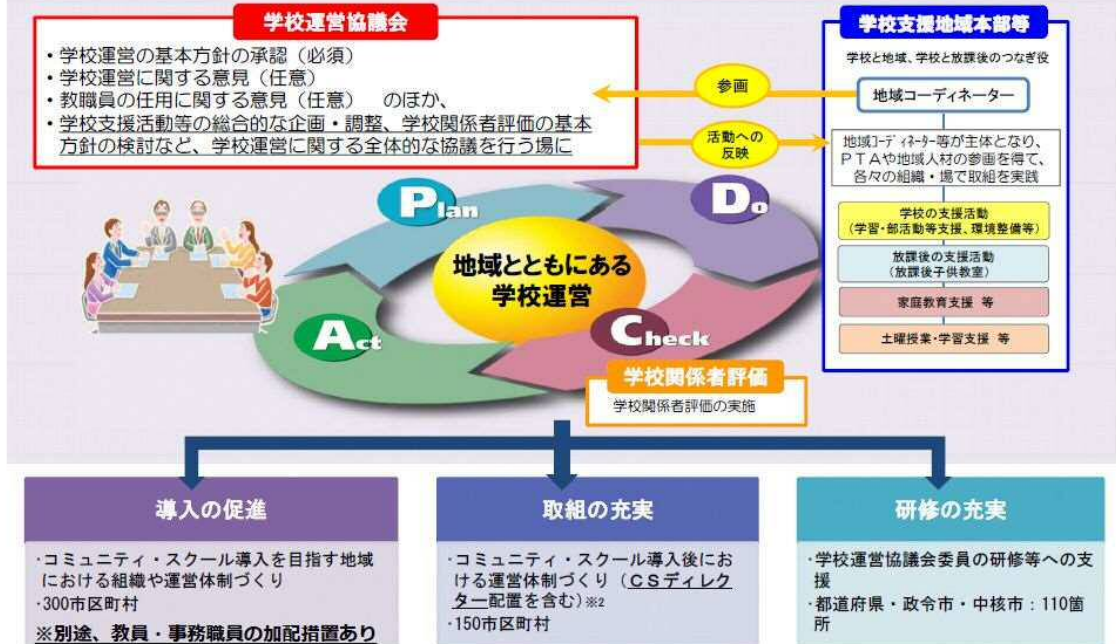 学校運営協議会
・学校運営の基本方針の承認（必須）
・学校運営に関する意見（任意）
・教職員の任用に関する意見（任意）　のほか、
・学校支援活動等の総合的な企画・調整、学校関係者評価の基本
方針の検討など、学校運営に関する全体的な協議を行う場に
参画
活動への
反映
学校支援地域本部等
学校と地域、学校と放課後のつなぎ役
地域コーディネーター
地域ｺｰﾃﾞｨﾈｰﾀｰ等が主体となり、
ＰＴＡや地域人材の参画を得て、
各々の組織・場で取組を実践
学校の支援活動
（学習・部活動等支援、環境整備等）
放課後の支援活動
（放課後子供教室）
家庭教育支援 等
土曜授業・学習支援 等
Plan
Do
地域とともにある
学校運営
Act
Check
学校関係者評価
学校関係者評価の実施
導入の促進
・コミュニティ・スクール導入を目指す地域
における組織や運営体制づくり
・300市区町村
※別途、教員・事務職員の加配措置あり
取組の充実
・コミュニティ・スクール導入後にお
ける運営体制づくり（ＣＳディレク
ター配置を含む）※2
・150市区町村
研修の充実
・学校運営協議会委員の研修等への支
援
・都道府県・政令市・中核市：110箇
所